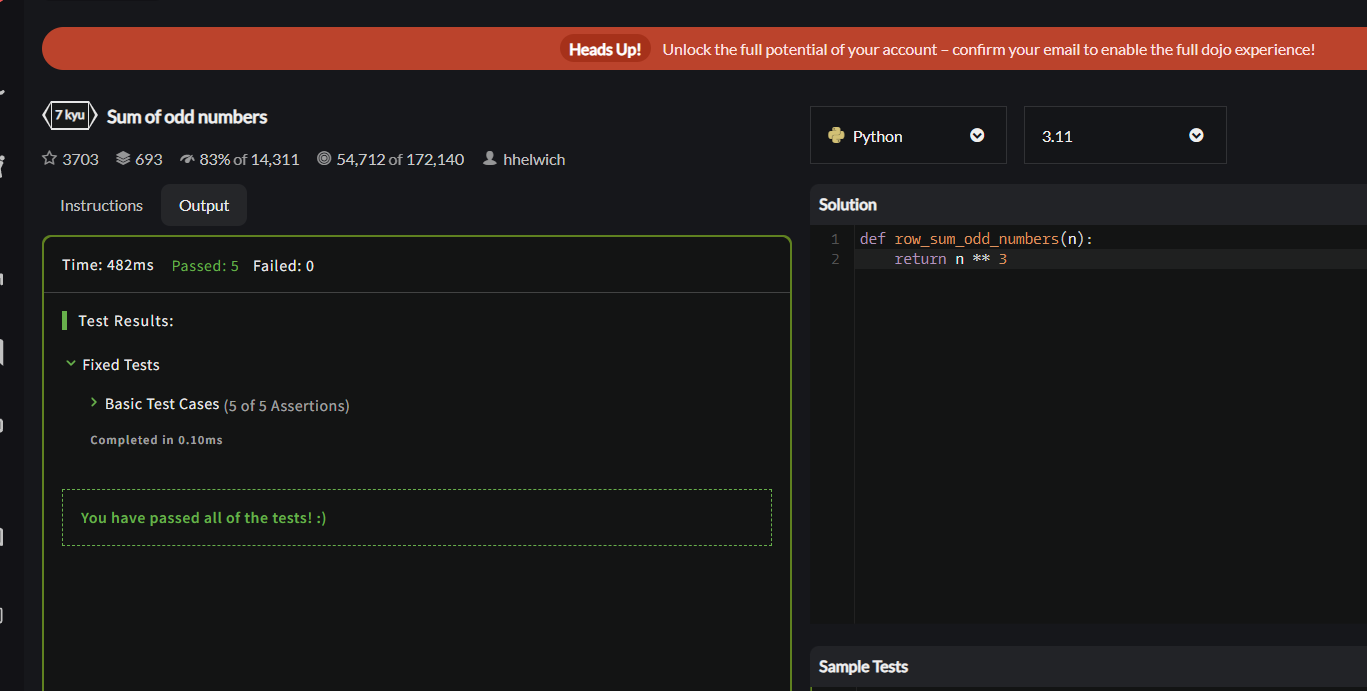 Heads Up! Unlock the full potential of your account – confirm your email to enable the full dojo experience!
7 kyu Sum of odd numbers
3703 693 83% of 14,311 54,712 of 172,140 hhelwich
Python 3.11
Instructions Output
Time: 482ms Passed: 5 Failed: 0
Test Results:
Fixed Tests
Basic Test Cases (5 of 5 Assertions)
Completed in 0.10ms
You have passed all of the tests! :)
Solution
1 def row_sum_odd_numbers(n):
2 return n ** 3
Sample Tests